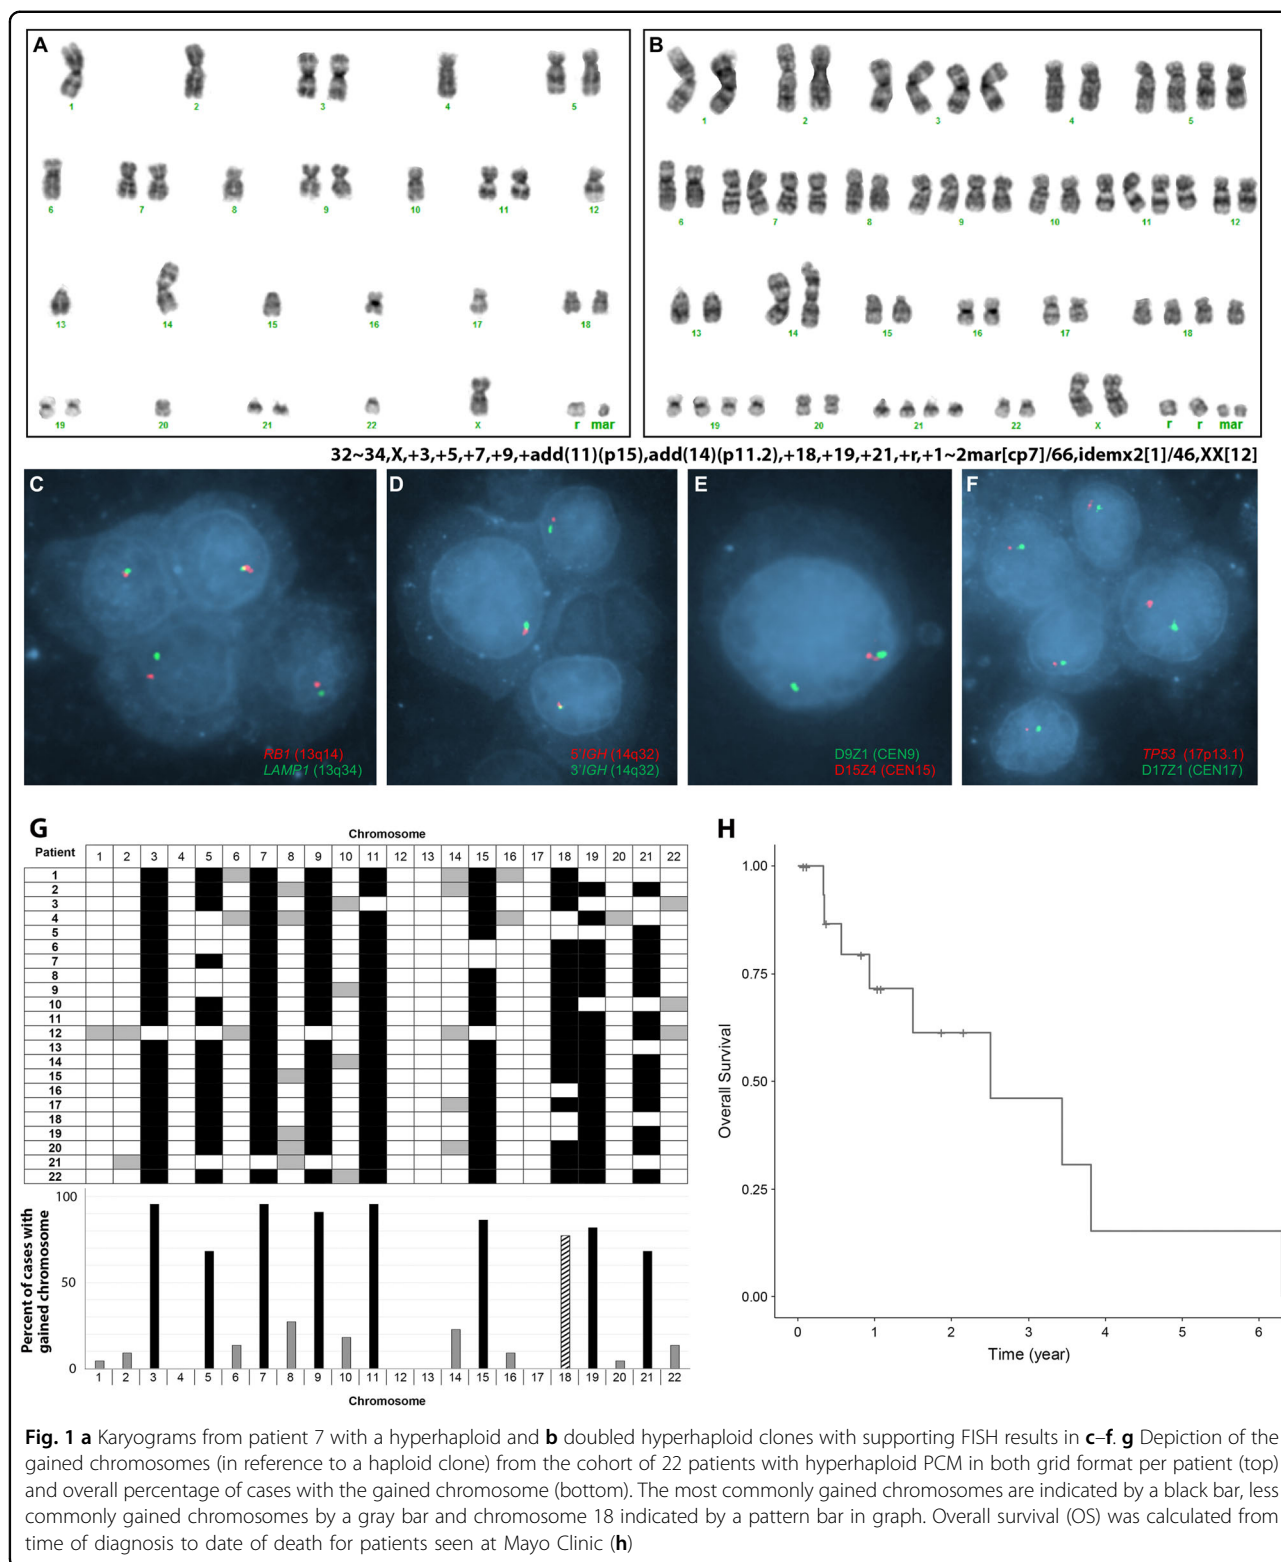 A
1 2 3 4 5
6 7 8 9 10 11 12
13 14 15 16 17 18
19 20 21 22 X r mar
B
1 2 3 4 5
6 7 8 9 10 11 12
13 14 15 16 17 18
19 20 21 22 X r r mar
32~34,X,+3,+5,+7,+9,+add(11)(p15),add(14)(p11.2),+18,+19,+21,+r,+1~2mar[cp7]/66,idemx2[1]/46,XX[12]
C
RB1 (13q14)
LAMP1 (13q34)
D
5'IGH (14q32)
3'IGH (14q32)
E
D9Z1 (CEN9)
D15Z4 (CEN15)
F
TP53 (17p13.1)
D17Z1 (CEN17)
G
Chromosome
Patient 1 2 3 4 5 6 7 8 9 10 11 12 13 14 15 16 17 18 19 20 21 22
1
2
3
4
5
6
7
8
9
10
11
12
13
14
15
16
17
18
19
20
21
22
Percent of cases with
gained chromosome
100
50
0
1 2 3 4 5 6 7 8 9 10 11 12 13 14 15 16 17 18 19 20 21 22
Chromosome
H
Overall Survival
1.00
0.75
0.50
0.25
0.00
0 1 2 3 4 5 6
Time (year)
Fig. 1 a Karyograms from patient 7 with a hyperhaploid and b doubled hyperhaploid clones with supporting FISH results in c–f. g Depiction of the
gained chromosomes (in reference to a haploid clone) from the cohort of 22 patients with hyperhaploid PCM in both grid format per patient (top)
and overall percentage of cases with the gained chromosome (bottom). The most commonly gained chromosomes are indicated by a black bar, less
commonly gained chromosomes by a gray bar and chromosome 18 indicated by a pattern bar in graph. Overall survival (OS) was calculated from
time of diagnosis to date of death for patients seen at Mayo Clinic (h)